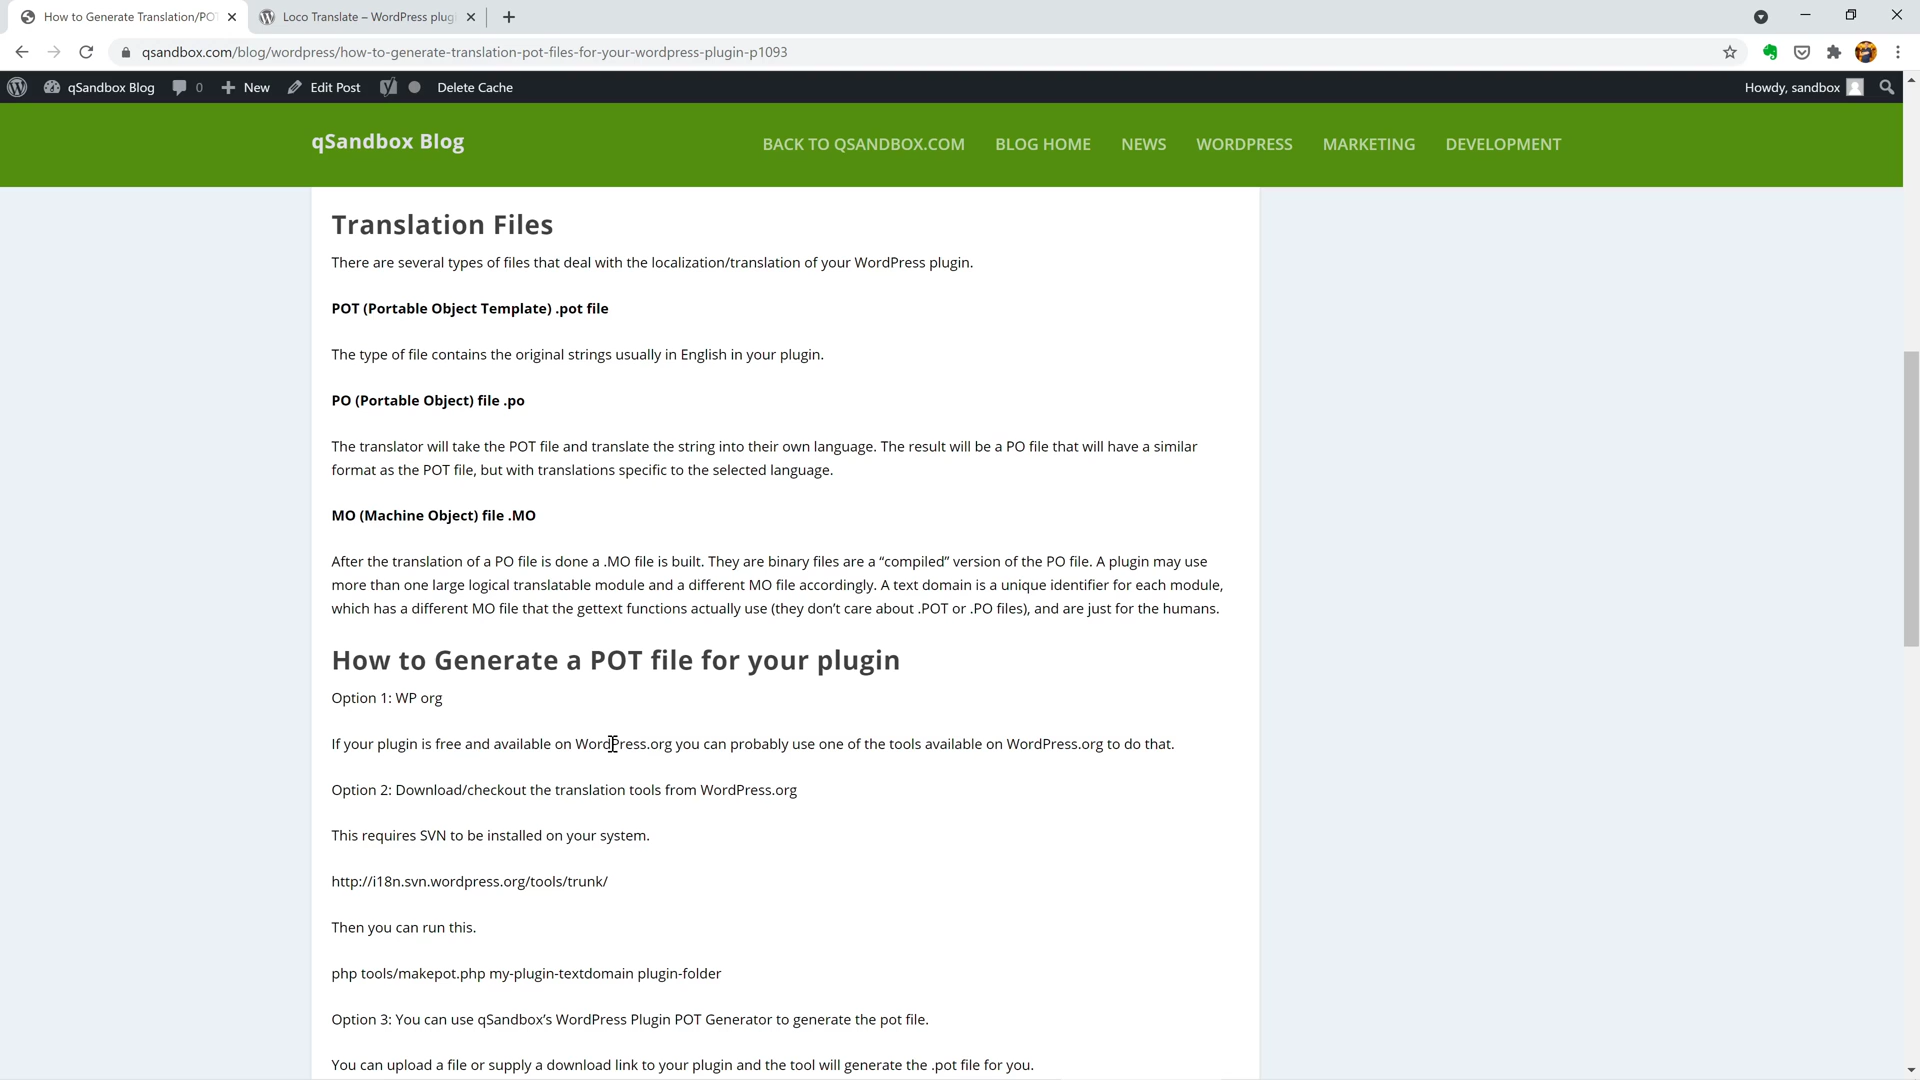 How to Generate Translation/PO
Loco Translate – WordPress plug
qsandbox.com/blog/wordpress/how-to-generate-translation-pot-files-for-your-wordpress-plugin-p1093
qSandbox Blog 0 New Edit Post Delete Cache Howdy, sandbox
qSandbox Blog
BACK TO QSANDBOX.COM BLOG HOME NEWS WORDPRESS MARKETING DEVELOPMENT
Translation Files
There are several types of files that deal with the localization/translation of your WordPress plugin.
POT (Portable Object Template) .pot file
The type of file contains the original strings usually in English in your plugin.
PO (Portable Object) file .po
The translator will take the POT file and translate the string into their own language. The result will be a PO file that will have a similar
format as the POT file, but with translations specific to the selected language.
MO (Machine Object) file .MO
After the translation of a PO file is done a .MO file is built. They are binary files are a “compiled” version of the PO file. A plugin may use
more than one large logical translatable module and a different MO file accordingly. A text domain is a unique identifier for each module,
which has a different MO file that the gettext functions actually use (they don’t care about .POT or .PO files), and are just for the humans.
How to Generate a POT file for your plugin
Option 1: WP org
If your plugin is free and available on WordPress.org you can probably use one of the tools available on WordPress.org to do that.
Option 2: Download/checkout the translation tools from WordPress.org
This requires SVN to be installed on your system.
http://i18n.svn.wordpress.org/tools/trunk/
Then you can run this.
php tools/makepot.php my-plugin-textdomain plugin-folder
Option 3: You can use qSandbox’s WordPress Plugin POT Generator to generate the pot file.
You can upload a file or supply a download link to your plugin and the tool will generate the .pot file for you.